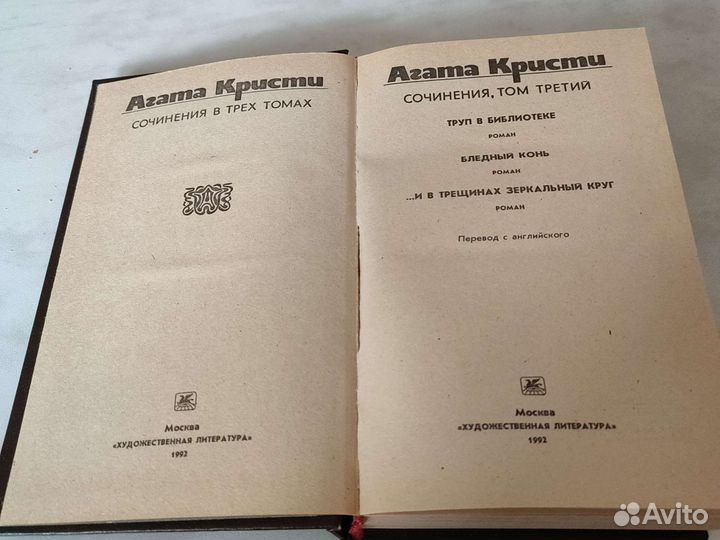 Агата Кристи
СОЧИНЕНИЯ В ТРЕХ ТОМАХ
Москва
«ХУДОЖЕСТВЕННАЯ ЛИТЕРАТУРА»
1992
Агата Кристи
СОЧИНЕНИЯ, ТОМ ТРЕТИЙ
ТРУП В БИБЛИОТЕКЕ
РОМАН
БЛЕДНЫЙ КОНЬ
РОМАН
...И В ТРЕЩИНАХ ЗЕРКАЛЬНЫЙ КРУГ
РОМАН
Перевод с английского
Москва
«ХУДОЖЕСТВЕННАЯ ЛИТЕРАТУРА»
1992
Avito